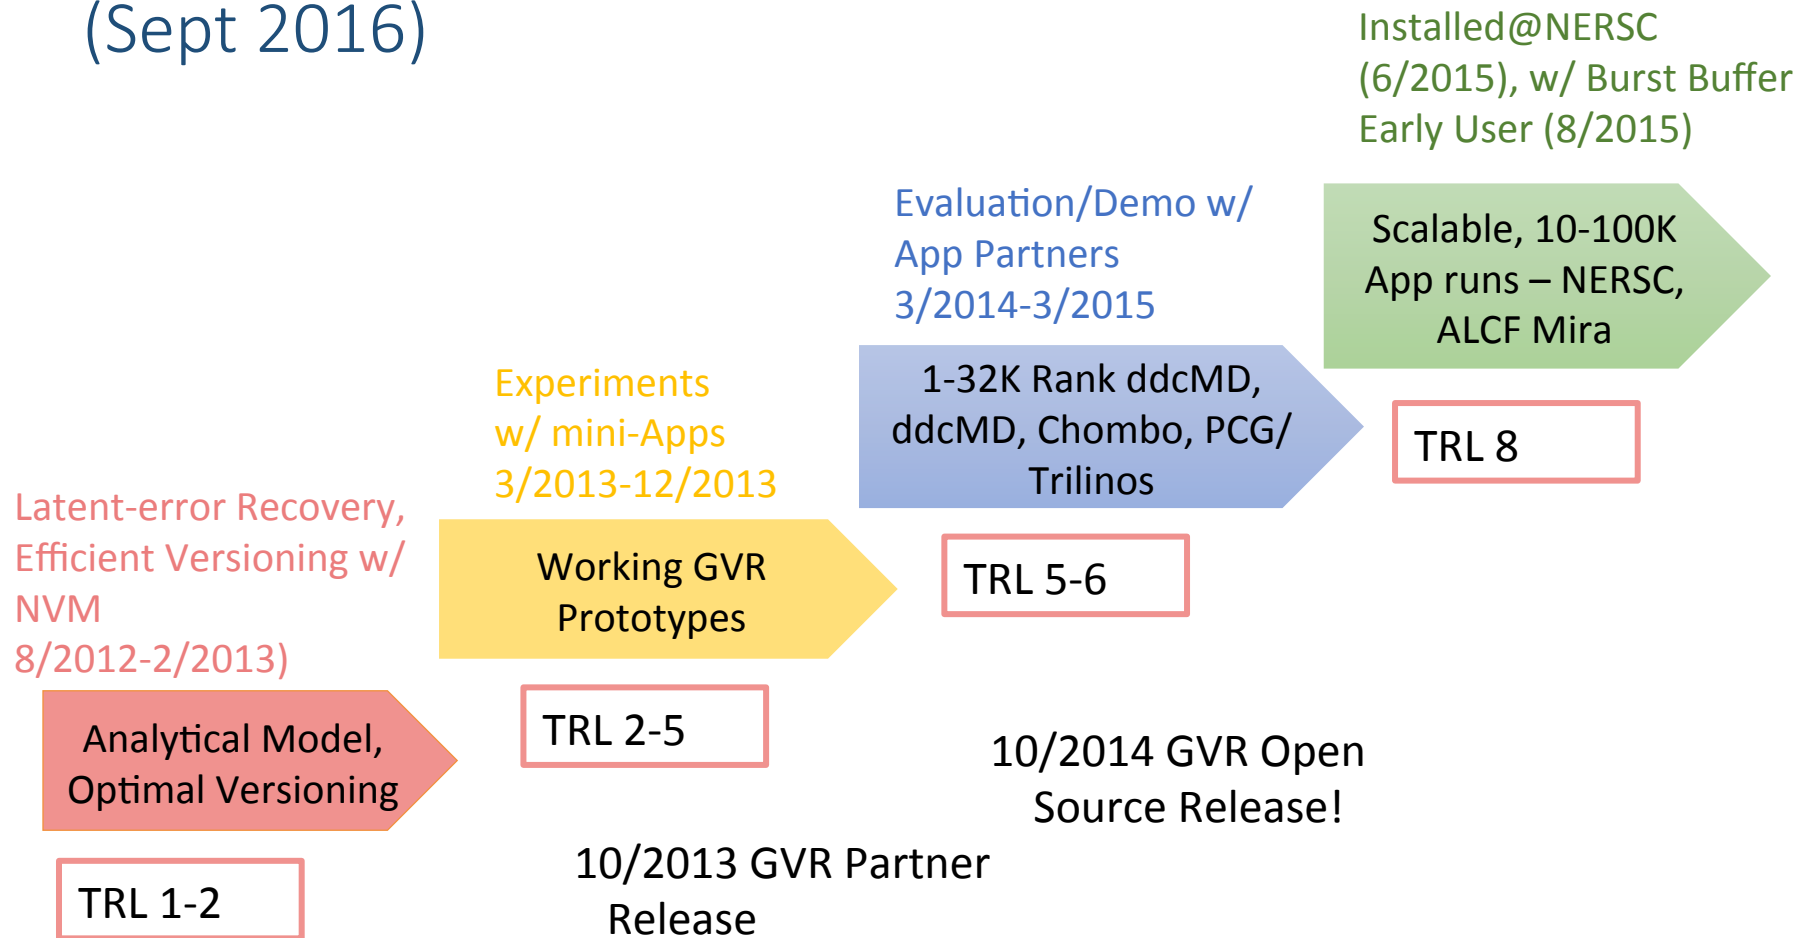 (Sept 2016)
Installed@NERSC
(6/2015), w/ Burst Buffer
Early User (8/2015)
Scalable, 10-100K
App runs – NERSC,
ALCF Mira
TRL 8
Evaluation/Demo w/
App Partners
3/2014-3/2015
1-32K Rank ddcMD,
ddcMD, Chombo, PCG/
Trilinos
TRL 5-6
Experiments
w/ mini-Apps
3/2013-12/2013
Working GVR
Prototypes
TRL 2-5
Latent-error Recovery,
Efficient Versioning w/
NVM
8/2012-2/2013)
Analytical Model,
Optimal Versioning
TRL 1-2
10/2014 GVR Open
Source Release!
10/2013 GVR Partner
Release